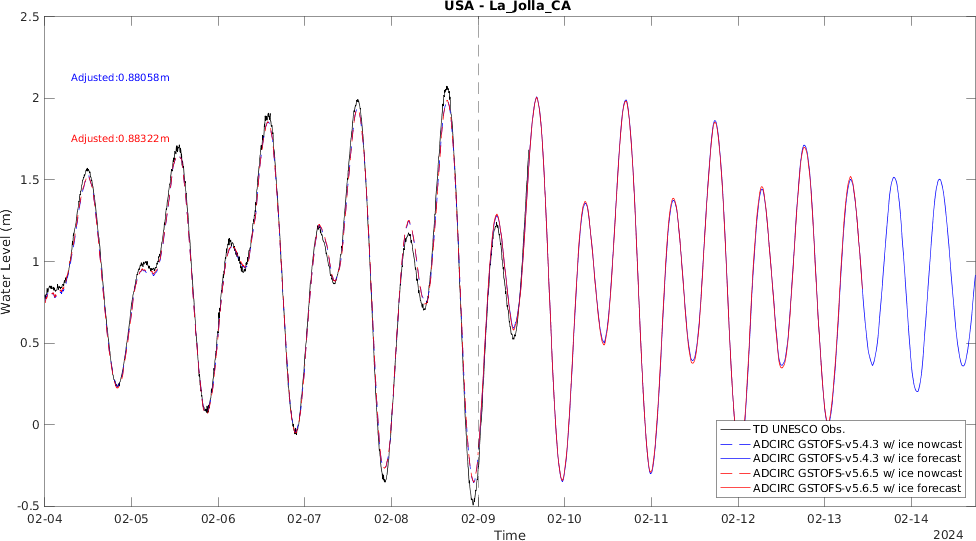 USA - La_Jolla_CA
2.5
Adjusted:0.88058m
2
Adjusted:0.88322m
1.5
Water Level (m)
1
0.5
0
TD UNESCO Obs.
ADCIRC GSTOFS-v5.4.3 w/ ice nowcast
ADCIRC GSTOFS-v5.4.3 w/ ice forecast
ADCIRC GSTOFS-v5.6.5 w/ ice nowcast
ADCIRC GSTOFS-v5.6.5 w/ ice forecast
-0.5
02-04 02-05 02-06 02-07 02-08 02-09 02-10 02-11 02-12 02-13 02-14
Time
2024